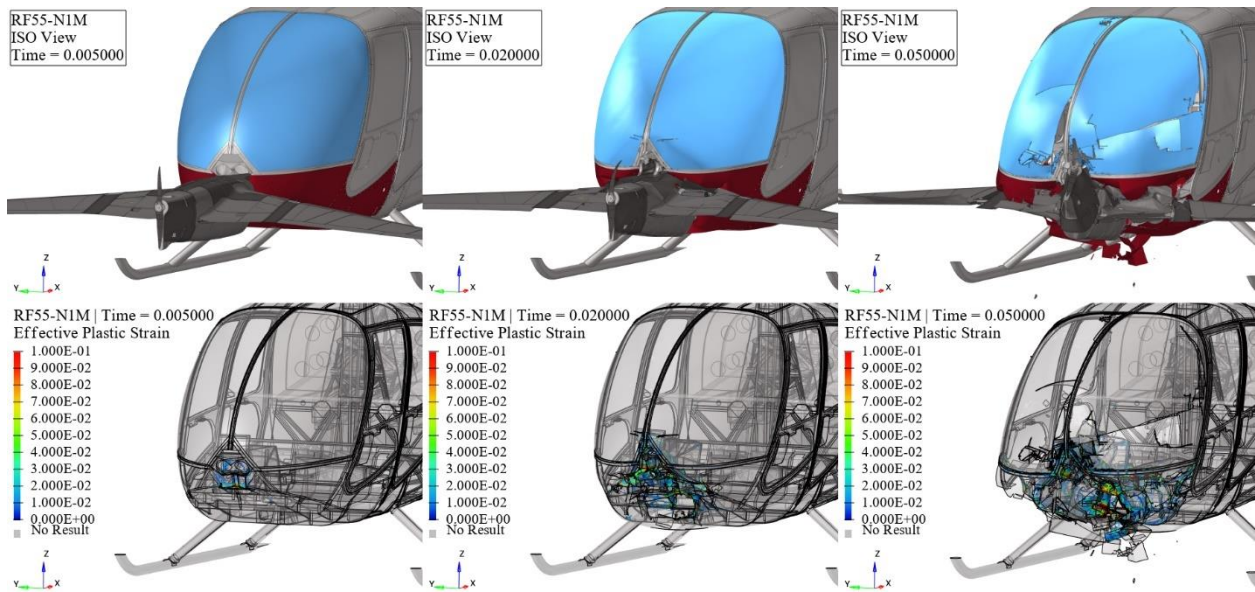 RF55-N1M
ISO View
Time = 0.005000
Z
Y
X
RF55-N1M
ISO View
Time = 0.020000
Z
Y
X
RF55-N1M
ISO View
Time = 0.050000
Z
Y
X
RF55-N1M | Time = 0.005000
Effective Plastic Strain
1.000E-01
9.000E-02
8.000E-02
7.000E-02
6.000E-02
5.000E-02
4.000E-02
3.000E-02
2.000E-02
1.000E-02
0.000E+00
No Result
Z
Y
X
RF55-N1M | Time = 0.020000
Effective Plastic Strain
1.000E-01
9.000E-02
8.000E-02
7.000E-02
6.000E-02
5.000E-02
4.000E-02
3.000E-02
2.000E-02
1.000E-02
0.000E+00
No Result
Z
Y
X
RF55-N1M | Time = 0.050000
Effective Plastic Strain
1.000E-01
9.000E-02
8.000E-02
7.000E-02
6.000E-02
5.000E-02
4.000E-02
3.000E-02
2.000E-02
1.000E-02
0.000E+00
No Result
Z
Y
X